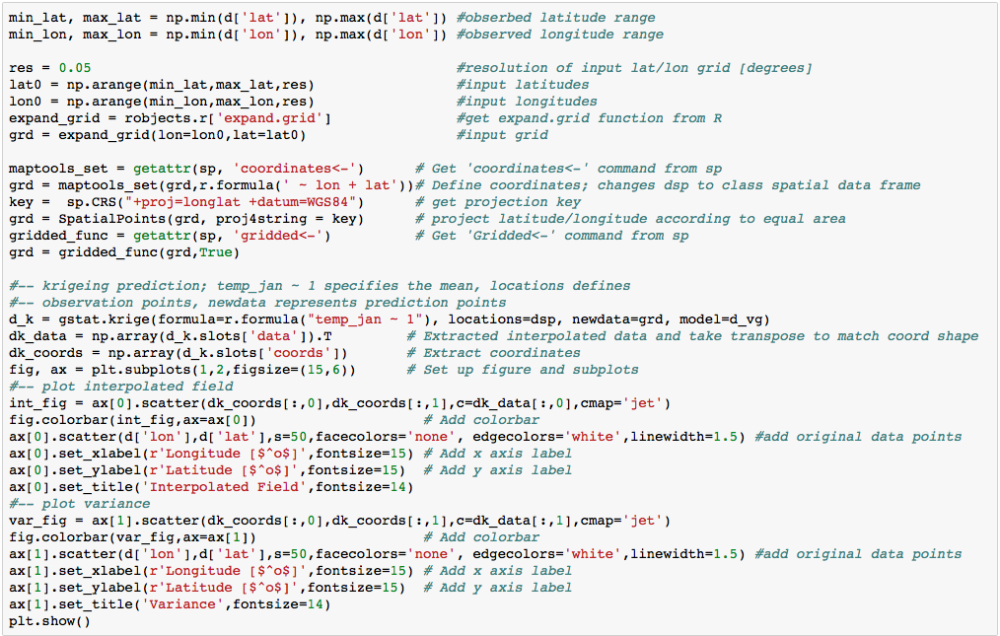 min_lat, max_lat = np.min(d['lat']), np.max(d['lat']) #obserbed latitude range
min_lon, max_lon = np.min(d['lon']), np.max(d['lon']) #observed longitude range
res = 0.05 #resolution of input lat/lon grid [degrees]
lat0 = np.arange(min_lat,max_lat,res) #input latitudes
lon0 = np.arange(min_lon,max_lon,res) #input longitudes
expand_grid = robjects.r['expand.grid'] #get expand.grid function from R
grd = expand_grid(lon=lon0,lat=lat0) #input grid
maptools_set = getattr(sp, 'coordinates<-') # Get 'coordinates<-' command from sp
grd = maptools_set(grd,r.formula(' ~ lon + lat'))# Define coordinates; changes dsp to class spatial data frame
key =  sp.CRS("+proj=longlat +datum=WGS84") # get projection key
grd = SpatialPoints(grd, proj4string = key) # project latitude/longitude according to equal area
gridded_func = getattr(sp, 'gridded<-') # Get 'Gridded<-' command from sp
grd = gridded_func(grd,True)
#-- krigeing prediction; temp_jan ~ 1 specifies the mean, locations defines
#-- observation points, newdata represents prediction points
d_k = gstat.krige(formula=r.formula("temp_jan ~ 1"), locations=dsp, newdata=grd, model=d_vg)
dk_data = np.array(d_k.slots['data']).T # Extracted interpolated data and take transpose to match coord shape
dk_coords = np.array(d_k.slots['coords']) # Extract coordinates
fig, ax = plt.subplots(1,2,figsize=(15,6)) # Set up figure and subplots
#-- plot interpolated field
int_fig = ax[0].scatter(dk_coords[:,0],dk_coords[:,1],c=dk_data[:,0],cmap='jet')
fig.colorbar(int_fig,ax=ax[0]) # Add colorbar
ax[0].scatter(d['lon'],d['lat'],s=50,facecolors='none', edgecolors='white',linewidth=1.5) #add original data points
ax[0].set_xlabel(r'Longitude [$^o$]',fontsize=15) # Add x axis label
ax[0].set_ylabel(r'Latitude [$^o$]',fontsize=15) # Add y axis label
ax[0].set_title('Interpolated Field',fontsize=14)
#-- plot variance
var_fig = ax[1].scatter(dk_coords[:,0],dk_coords[:,1],c=dk_data[:,1],cmap='jet')
fig.colorbar(var_fig,ax=ax[1]) # Add colorbar
ax[1].scatter(d['lon'],d['lat'],s=50,facecolors='none', edgecolors='white',linewidth=1.5) #add original data points
ax[1].set_xlabel(r'Longitude [$^o$]',fontsize=15) # Add x axis label
ax[1].set_ylabel(r'Latitude [$^o$]',fontsize=15) # Add y axis label
ax[1].set_title('Variance',fontsize=14)
plt.show()